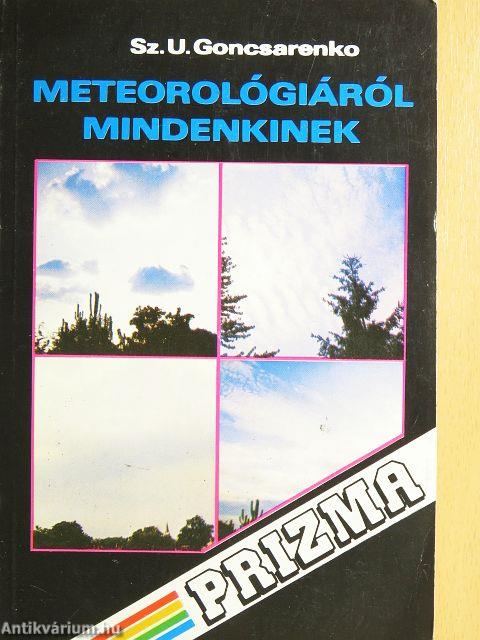 Sz. U. Goncsarenko
METEOROLÓGIÁRÓL
MINDENKINEK
PRIZMA
Antikvárium.hu